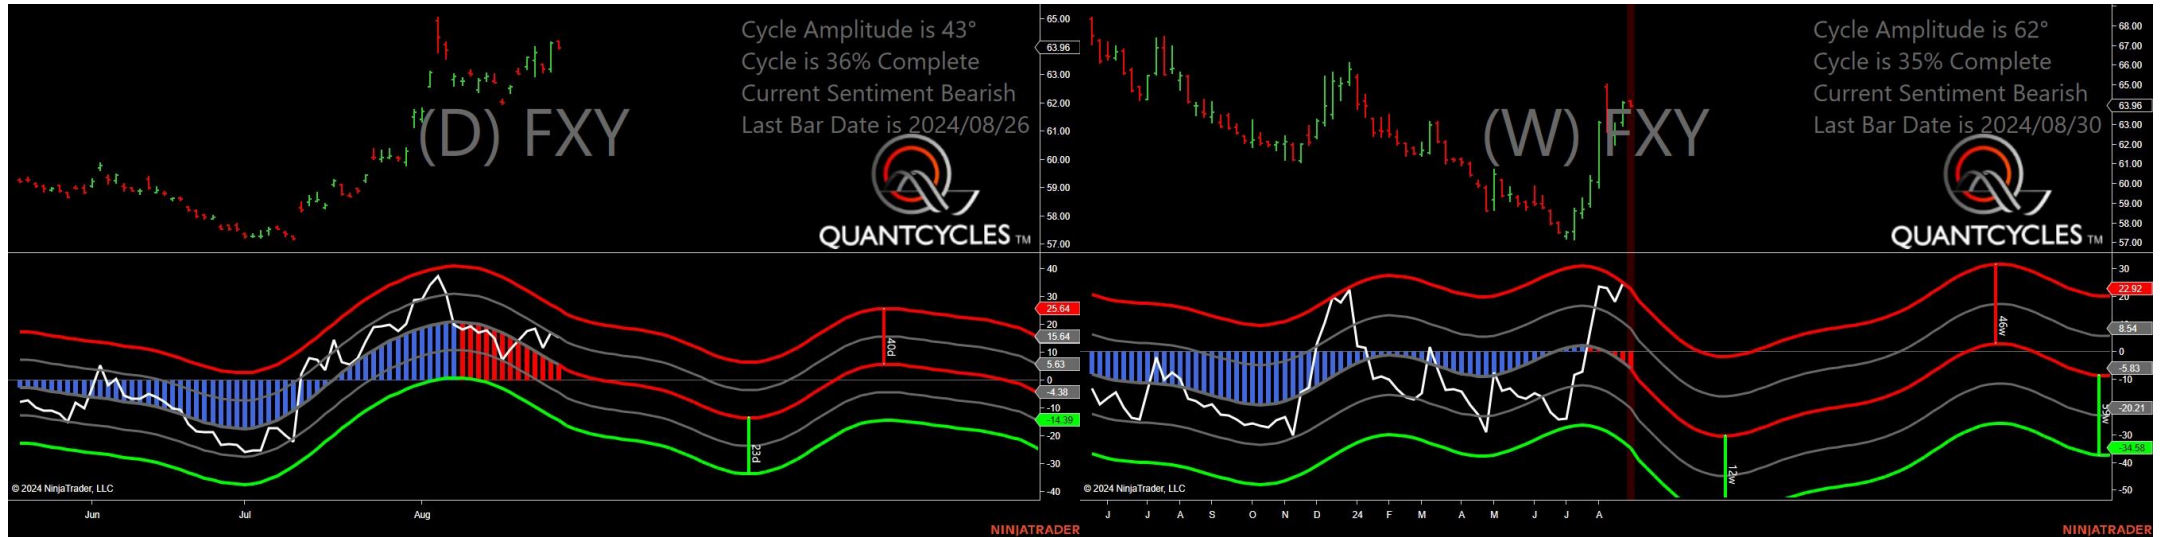 Cycle Amplitude is 43°
Cycle is 36% Complete
Current Sentiment Bearish
Last Bar Date is 2024/08/26
(D) FXY
QUANTCYCLES TM
65.00
63.96
63.00
62.00
61.00
60.00
59.00
58.00
57.00
40
30
25.64
20
15.64
10
5.63
0
-4.38
-10
-14.39
-20
-30
-40
40d
23d
© 2024 NinjaTrader, LLC
Jun Jul Aug
NINJATRADER
Cycle Amplitude is 62°
Cycle is 35% Complete
Current Sentiment Bearish
Last Bar Date is 2024/08/30
(W) FXY
QUANTCYCLES TM
68.00
67.00
66.00
65.00
63.96
63.00
62.00
61.00
60.00
59.00
58.00
57.00
30
22.92
20
8.54
0
-5.83
-10
-20.21
-30
-34.58
-40
-50
46w
12w
© 2024 NinjaTrader, LLC
J J A S O N D 24 F M A M J J A
NINJATRADER